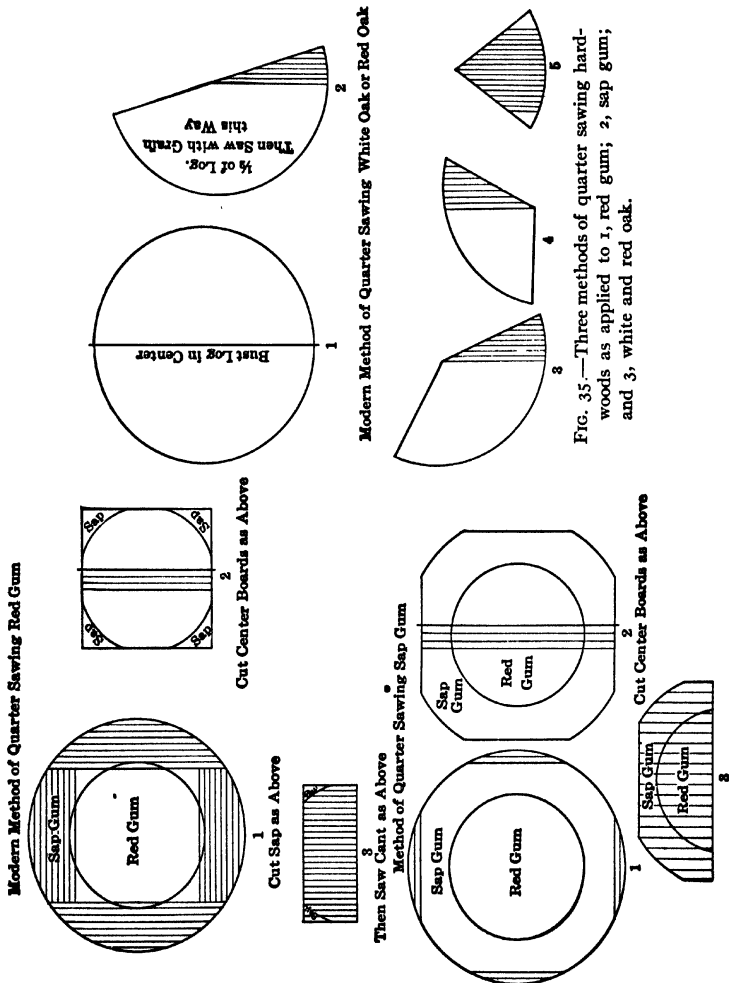 Modern Method of Quarter Sawing Red Gum
Sap Gum
Red Gum
1
Cut Sap as Above
Sap
Sap
Sap
Sap
2
Cut Center Boards as Above
3
Then Saw Cant as Above
Method of Quarter Sawing Sap Gum
Sap Gum
Red Gum
1
Sap
Gum
Red
Gum
2
Cut Center Boards as Above
Sap Gum
Red Gum
3
Bust Log in Center
1
½ of Log.
Then Saw with Grain
this Way
2
Modern Method of Quarter Sawing White Oak or Red Oak
3
4
5
FIG. 35.—Three methods of quarter sawing hard-
woods as applied to 1, red gum; 2, sap gum;
and 3, white and red oak.